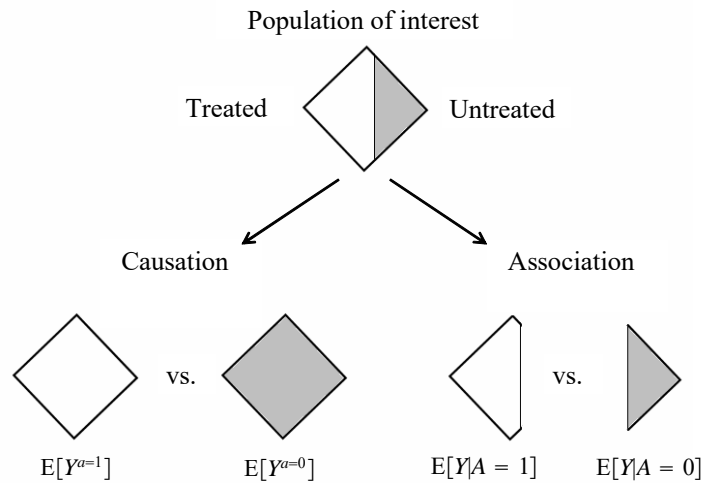 Population of interest
Treated
Untreated
Causation
Association
vs.
vs.
E[Y^{a=1}]
E[Y^{a=0}]
E[Y|A = 1]
E[Y|A = 0]